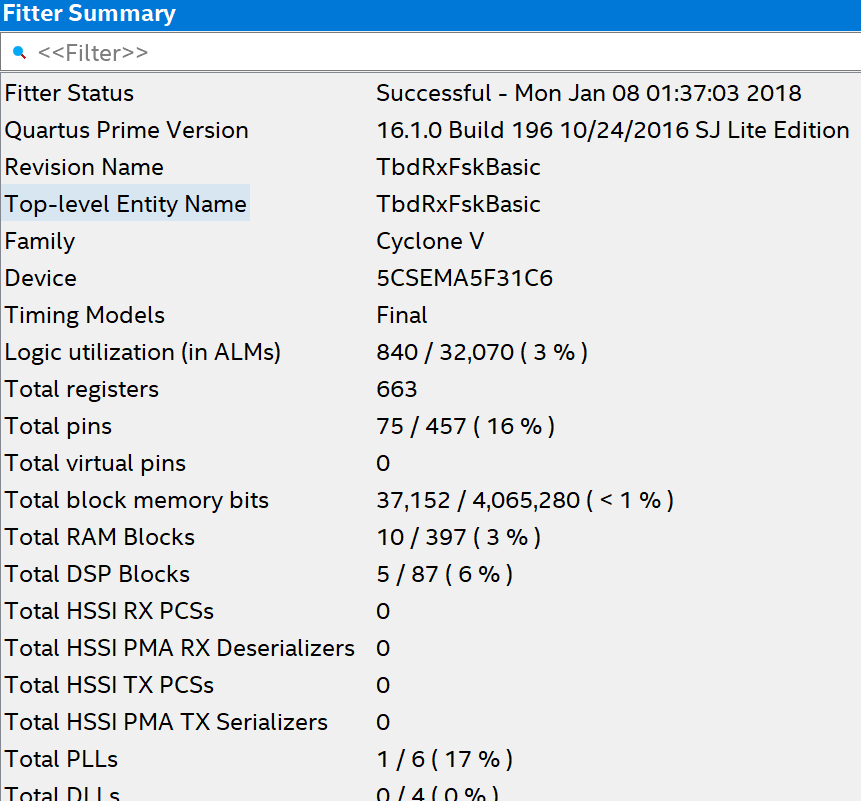 Fitter Summary
<<Filter>>
Fitter Status Successful - Mon Jan 08 01:37:03 2018
Quartus Prime Version 16.1.0 Build 196 10/24/2016 SJ Lite Edition
Revision Name TbdRxFskBasic
Top-level Entity Name TbdRxFskBasic
Family Cyclone V
Device 5CSEMA5F31C6
Timing Models Final
Logic utilization (in ALMs) 840 / 32,070 ( 3 % )
Total registers 663
Total pins 75 / 457 ( 16 % )
Total virtual pins 0
Total block memory bits 37,152 / 4,065,280 ( < 1 % )
Total RAM Blocks 10 / 397 ( 3 % )
Total DSP Blocks 5 / 87 ( 6 % )
Total HSSI RX PCSs 0
Total HSSI PMA RX Deserializers 0
Total HSSI TX PCSs 0
Total HSSI PMA TX Serializers 0
Total PLLs 1 / 6 ( 17 % )
Total DLLs 0 / 4 ( 0 % )